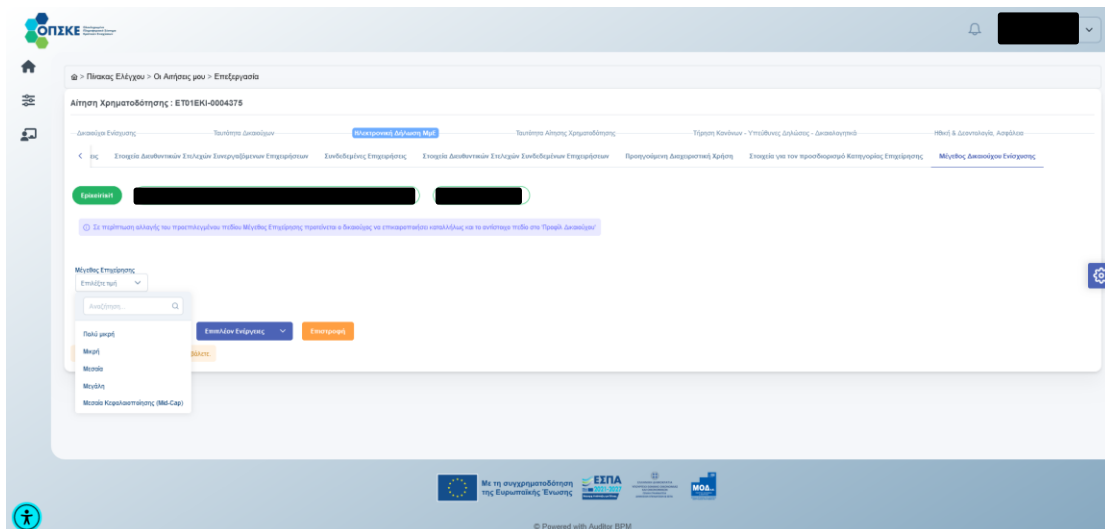 ΟΠΣΚΕ
> Πίνακας Ελέγχου > Οι Αιτήσεις μου > Επεξεργασία
Αίτηση Χρηματοδότησης : ET01EKI-0004375
Δικαιούχοι Ενίσχυσης Ταυτότητα Δικαιούχων Ηλεκτρονική Δήλωση ΜμΕ Ταυτότητα Αίτησης Χρηματοδότησης Τήρηση Κανόνων - Υπεύθυνες Δηλώσεις - Δικαιολογητικά Ηθική & Δεοντολογία, Ασφάλεια
εις Στοιχεία Διευθυντικών Στελεχών Συνεργαζόμενων Επιχειρήσεων Συνδεδεμένες Επιχειρήσεις Στοιχεία Διευθυντικών Στελεχών Συνδεδεμένων Επιχειρήσεων Προηγούμενη Διαχειριστική Χρήση Στοιχεία για τον προσδιορισμό Κατηγορίας Επιχείρησης Μέγεθος Δικαιούχου Ενίσχυσης
Σε περίπτωση αλλαγής του προεπιλεγμένου πεδίου Μέγεθος Επιχείρησης προτείνεται ο δικαιούχος να επικαιροποιήσει καταλλήλως και το αντίστοιχο πεδίο στο 'Προφίλ Δικαιούχου'
Μέγεθος Επιχείρησης
Επιλέξτε τιμή
Αναζήτηση...
Πολύ μικρή
Μικρή
Μεσαία
Μεγάλη
Μεσαία Κεφαλαιοποίησης (Mid-Cap)
Επιπλέον Ενέργειες Επιστροφή
Με τη συγχρηματοδότηση
της Ευρωπαϊκής Ένωσης
ΕΣΠΑ
2021-2027
ΜΟΔ
© Powered with Auditor BPM